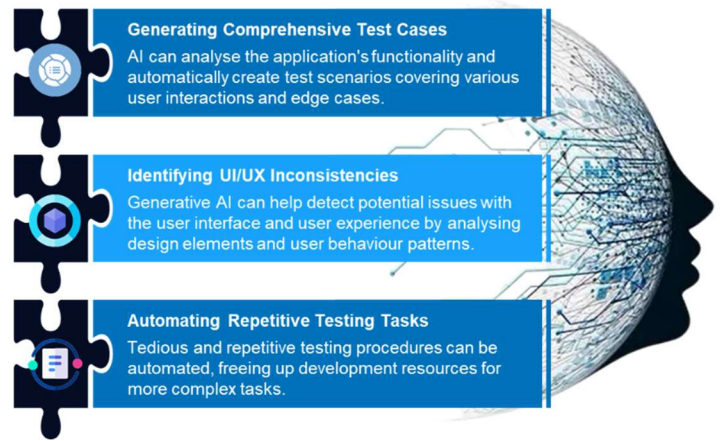 Generating Comprehensive Test Cases
AI can analyse the application's functionality and
automatically create test scenarios covering various
user interactions and edge cases.
Identifying UI/UX Inconsistencies
Generative AI can help detect potential issues with
the user interface and user experience by analysing
design elements and user behaviour patterns.
Automating Repetitive Testing Tasks
Tedious and repetitive testing procedures can be
automated, freeing up development resources for
more complex tasks.